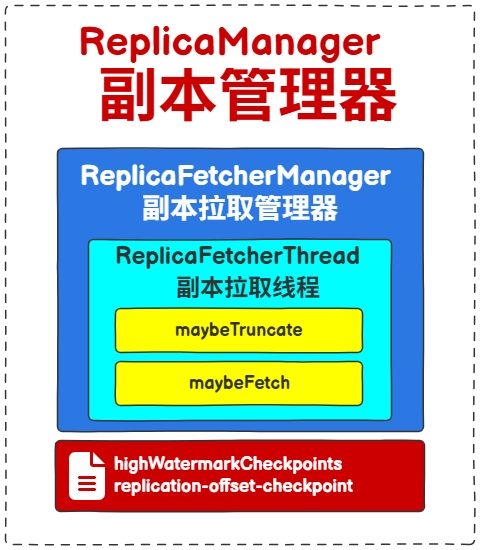 ReplicaManager
副本管理器
ReplicaFetcherManager
副本拉取管理器
ReplicaFetcherThread
副本拉取线程
maybeTruncate
maybeFetch
highWatermarkCheckpoints
replication-offset-checkpoint